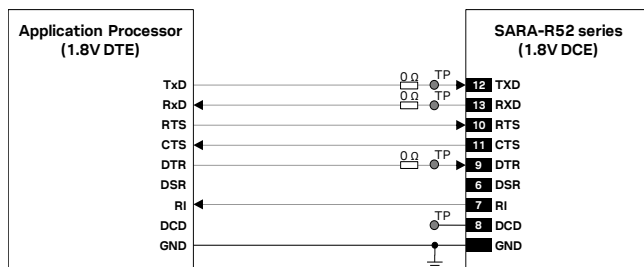 Application Processor
(1.8V DTE)
SARA-R52 series
(1.8V DCE)
TxD 0 Ω TP 12 TXD
RxD 0 Ω TP 13 RXD
RTS 10 RTS
CTS 11 CTS
DTR 0 Ω TP 9 DTR
DSR 6 DSR
RI 7 RI
DCD TP 8 DCD
GND GND